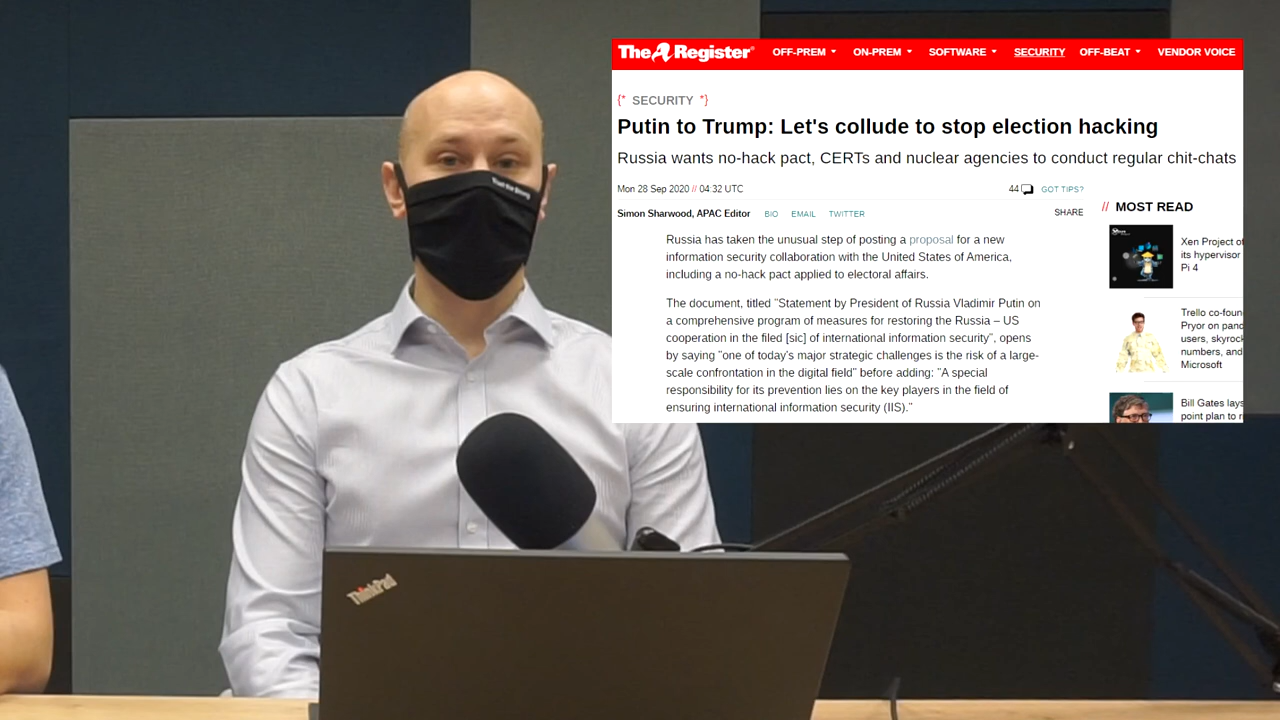 The Register®
OFF-PREM ON-PREM SOFTWARE SECURITY OFF-BEAT VENDOR VOICE
{* SECURITY *}
Putin to Trump: Let's collude to stop election hacking
Russia wants no-hack pact, CERTs and nuclear agencies to conduct regular chit-chats
Mon 28 Sep 2020 // 04:32 UTC
44 GOT TIPS?
Simon Sharwood, APAC Editor BIO EMAIL TWITTER
SHARE
Russia has taken the unusual step of posting a proposal for a new
information security collaboration with the United States of America,
including a no-hack pact applied to electoral affairs.
The document, titled "Statement by President of Russia Vladimir Putin on
a comprehensive program of measures for restoring the Russia – US
cooperation in the filed [sic] of international information security", opens
by saying "one of today's major strategic challenges is the risk of a large-
scale confrontation in the digital field" before adding: "A special
responsibility for its prevention lies on the key players in the field of
ensuring international information security (IIS)."
// MOST READ
Xen Project of
its hypervisor
Pi 4
Trello co-foun
Pryor on pand
users, skyrock
numbers, and
Microsoft
Bill Gates lays
point plan to ri
ThinkPad